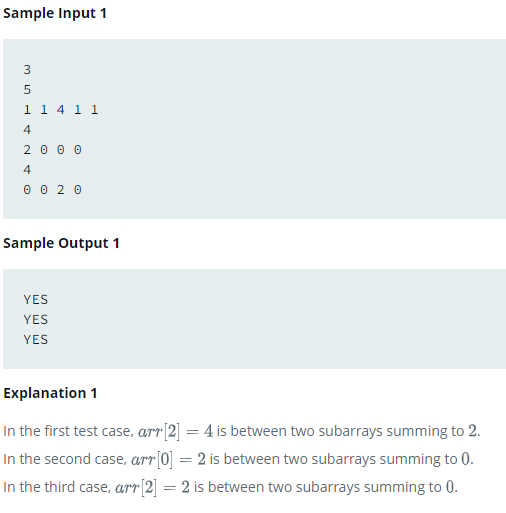 Sample Input 1
3
5
1 1 4 1 1
4
2 0 0 0
4
0 0 2 0
Sample Output 1
YES
YES
YES
Explanation 1
In the first test case, arr[2] = 4 is between two subarrays summing to 2.
In the second case, arr[0] = 2 is between two subarrays summing to 0.
In the third case, arr[2] = 2 is between two subarrays summing to 0.